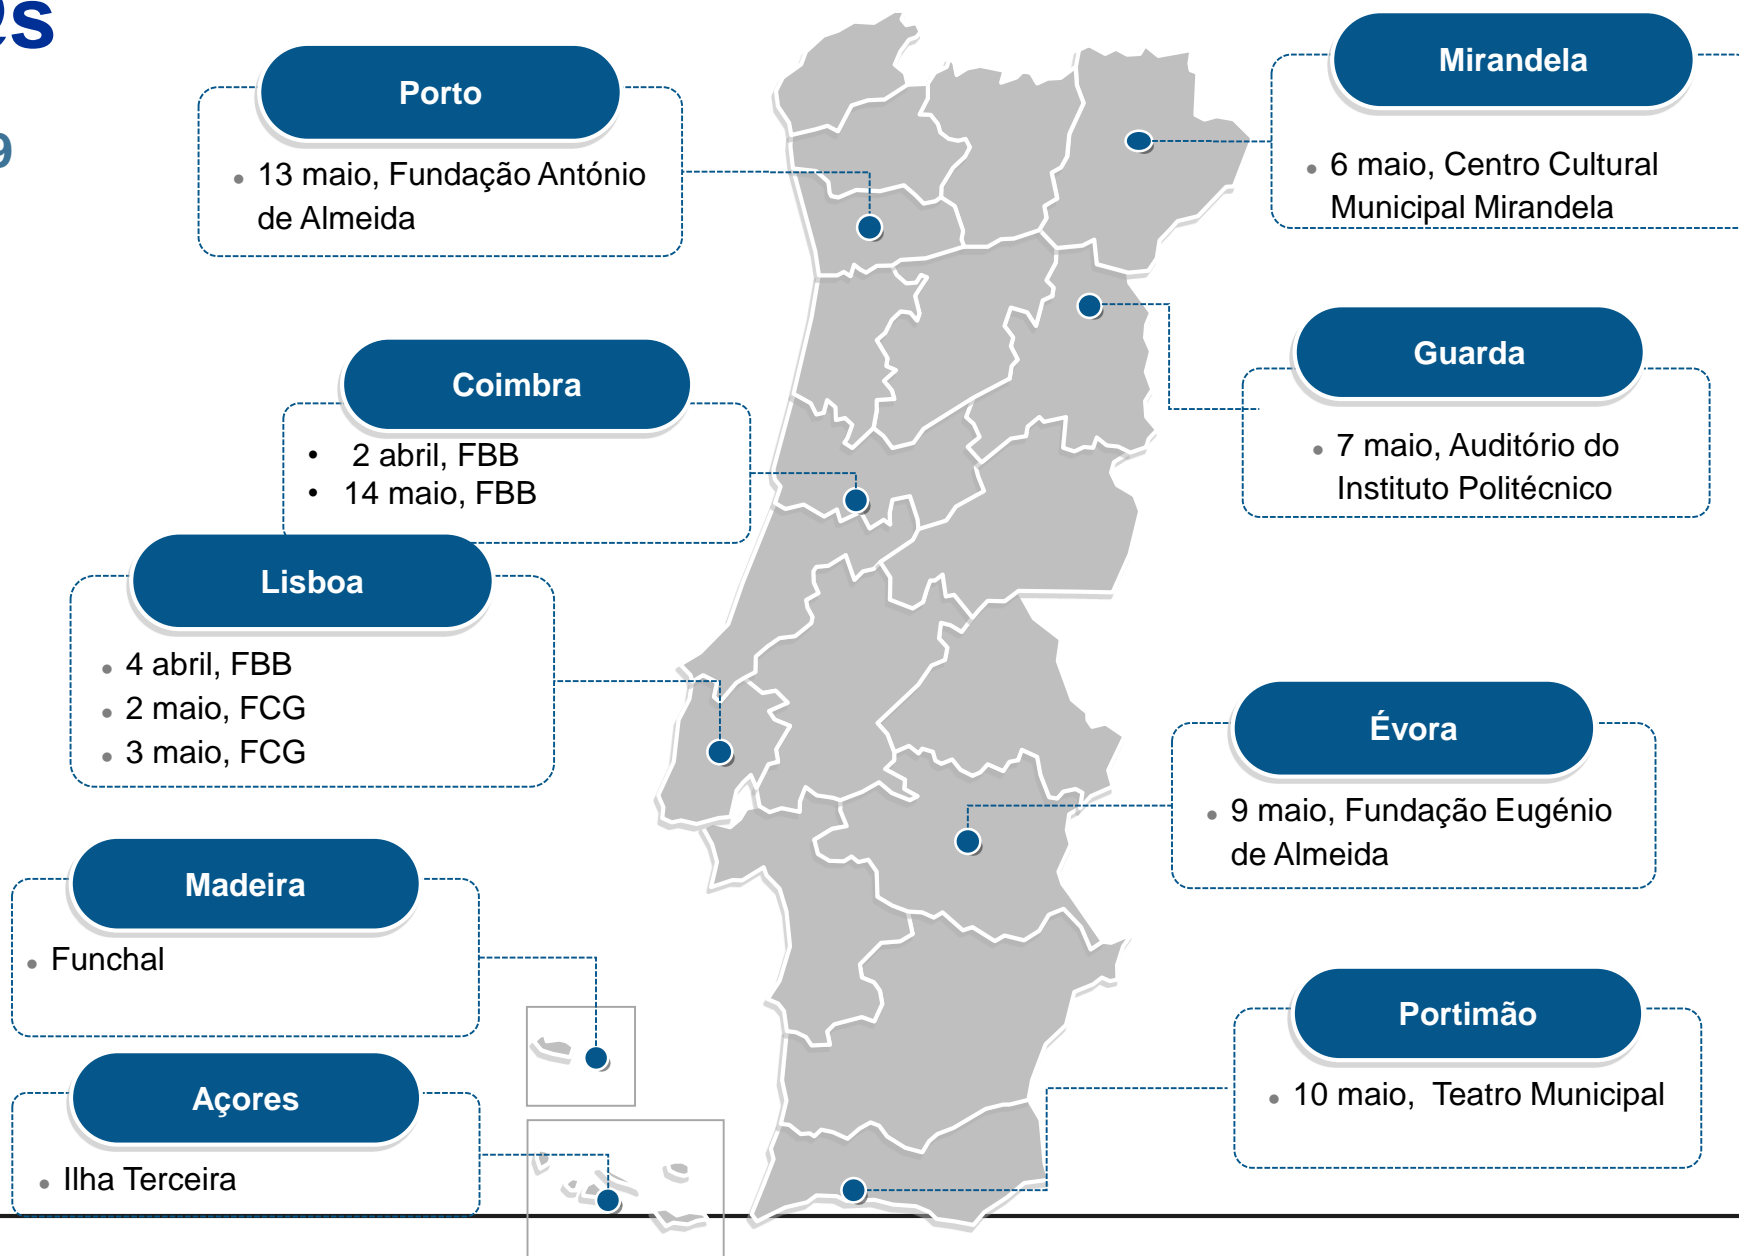 Porto
13 maio, Fundação António
de Almeida
Mirandela
6 maio, Centro Cultural
Municipal Mirandela
Coimbra
2 abril, FBB
14 maio, FBB
Guarda
7 maio, Auditório do
Instituto Politécnico
Lisboa
4 abril, FBB
2 maio, FCG
3 maio, FCG
Évora
9 maio, Fundação Eugénio
de Almeida
Madeira
Funchal
Portimão
10 maio, Teatro Municipal
Açores
Ilha Terceira